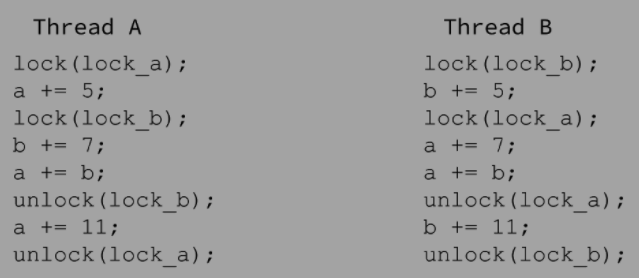 Thread A
lock(lock_a);
a += 5;
lock(lock_b);
b += 7;
a += b;
unlock(lock_b);
a += 11;
unlock(lock_a);
Thread B
lock(lock_b);
b += 5;
lock(lock_a);
a += 7;
a += b;
unlock(lock_a);
b += 11;
unlock(lock_b);